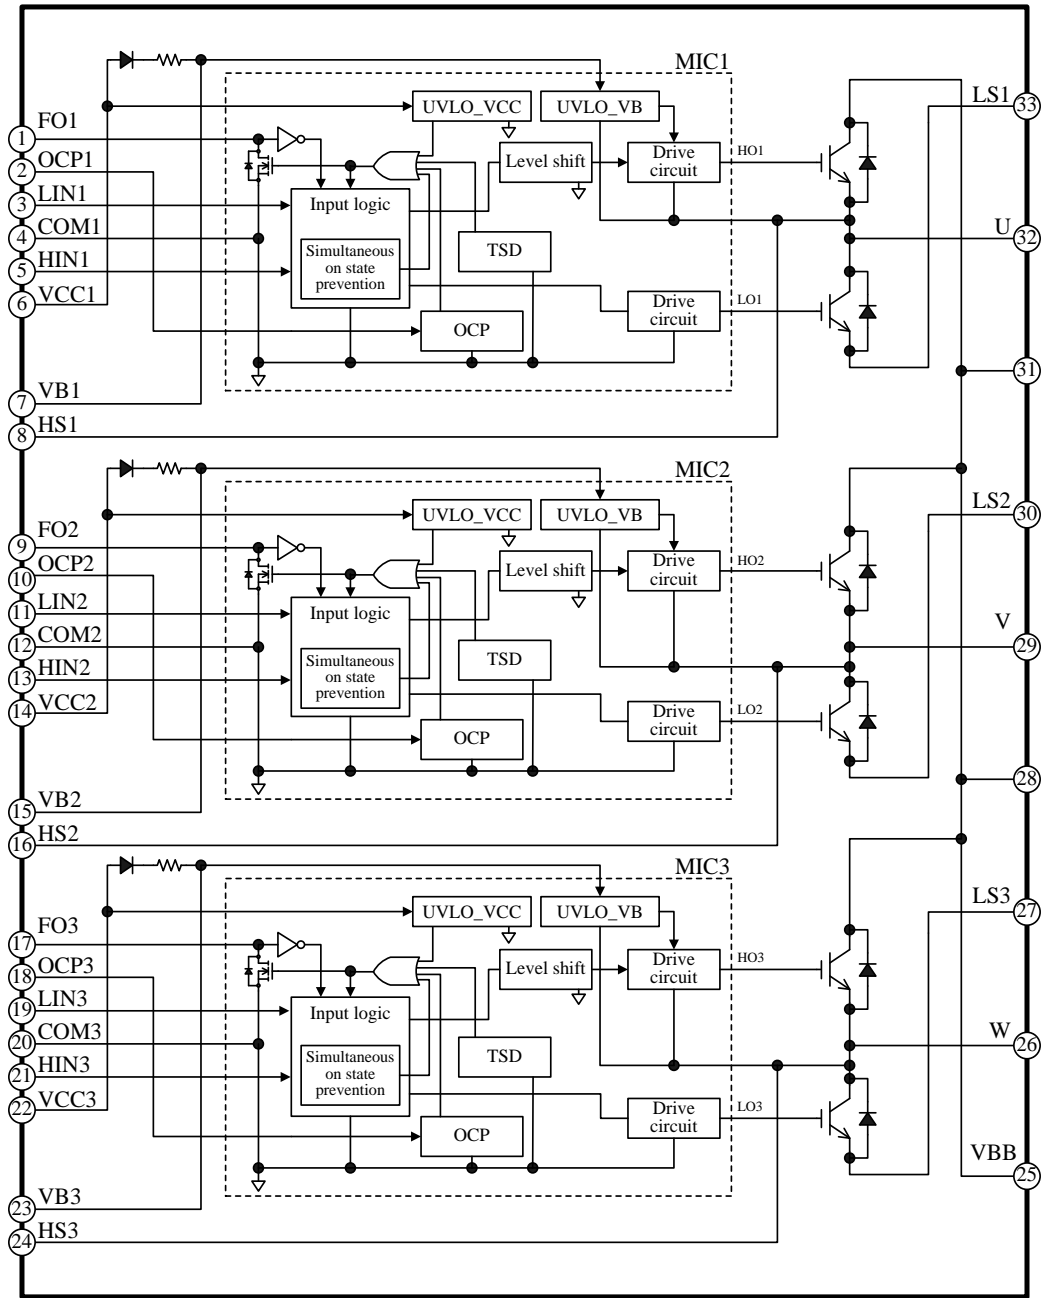 MIC1
FO1
1
OCP1
2
LIN1
3
COM1
4
HIN1
5
VCC1
6
VB1
7
HS1
8
UVLO_VCC
UVLO_VB
Level shift
Drive
circuit
HO1
Input logic
Simultaneous
on state
prevention
TSD
OCP
Drive
circuit
LO1
LS1
33
U
32
31
MIC2
FO2
9
OCP2
10
LIN2
11
COM2
12
HIN2
13
VCC2
14
VB2
15
HS2
16
UVLO_VCC
UVLO_VB
Level shift
Drive
circuit
HO2
Input logic
Simultaneous
on state
prevention
TSD
OCP
Drive
circuit
LO2
LS2
30
V
29
28
MIC3
FO3
17
OCP3
18
LIN3
19
COM3
20
HIN3
21
VCC3
22
VB3
23
HS3
24
UVLO_VCC
UVLO_VB
Level shift
Drive
circuit
HO3
Input logic
Simultaneous
on state
prevention
TSD
OCP
Drive
circuit
LO3
LS3
27
W
26
VBB
25